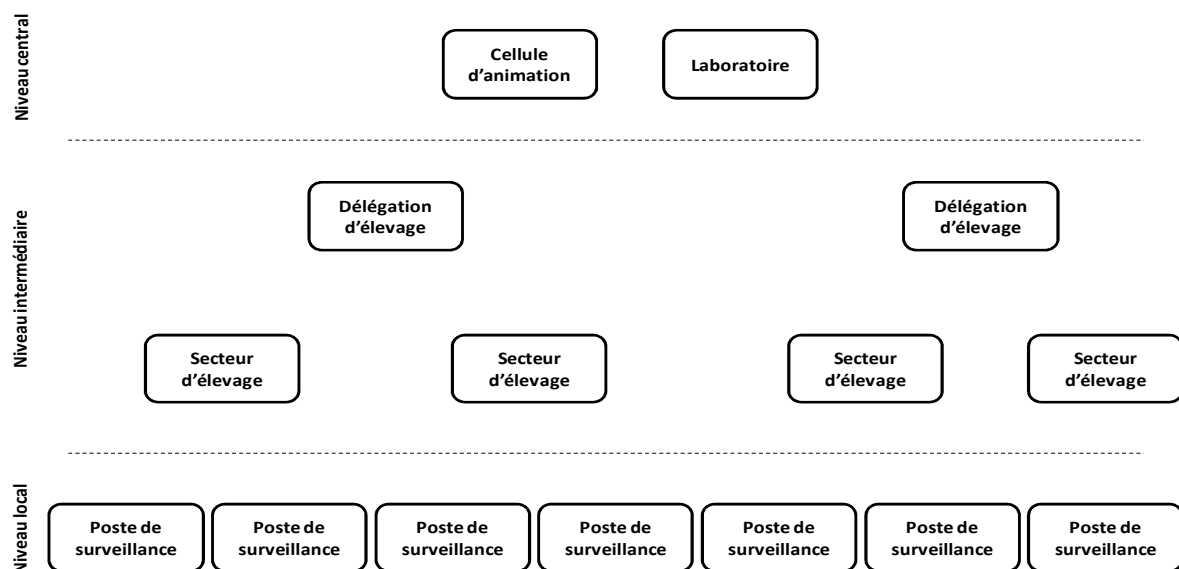 Niveau central
Cellule
d’animation
Laboratoire
Niveau intermédiaire
Délégation
d’élevage
Délégation
d’élevage
Secteur
d’élevage
Secteur
d’élevage
Secteur
d’élevage
Secteur
d’élevage
Niveau local
Poste de
surveillance
Poste de
surveillance
Poste de
surveillance
Poste de
surveillance
Poste de
surveillance
Poste de
surveillance
Poste de
surveillance